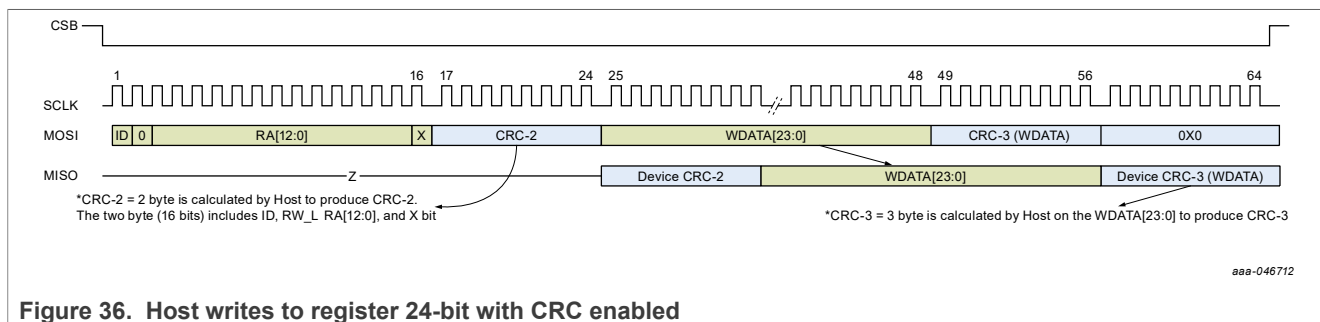 CSB
1 16 17 24 25 48 49 56 64
SCLK
MOSI ID 0 RA[12:0] X CRC-2 WDATA[23:0] CRC-3 (WDATA) 0X0
MISO Z Device CRC-2 WDATA[23:0] Device CRC-3 (WDATA)
*CRC-2 = 2 byte is calculated by Host to produce CRC-2.
The two byte (16 bits) includes ID, RW_L RA[12:0], and X bit
*CRC-3 = 3 byte is calculated by Host on the WDATA[23:0] to produce CRC-3
aaa-046712
Figure 36. Host writes to register 24-bit with CRC enabled